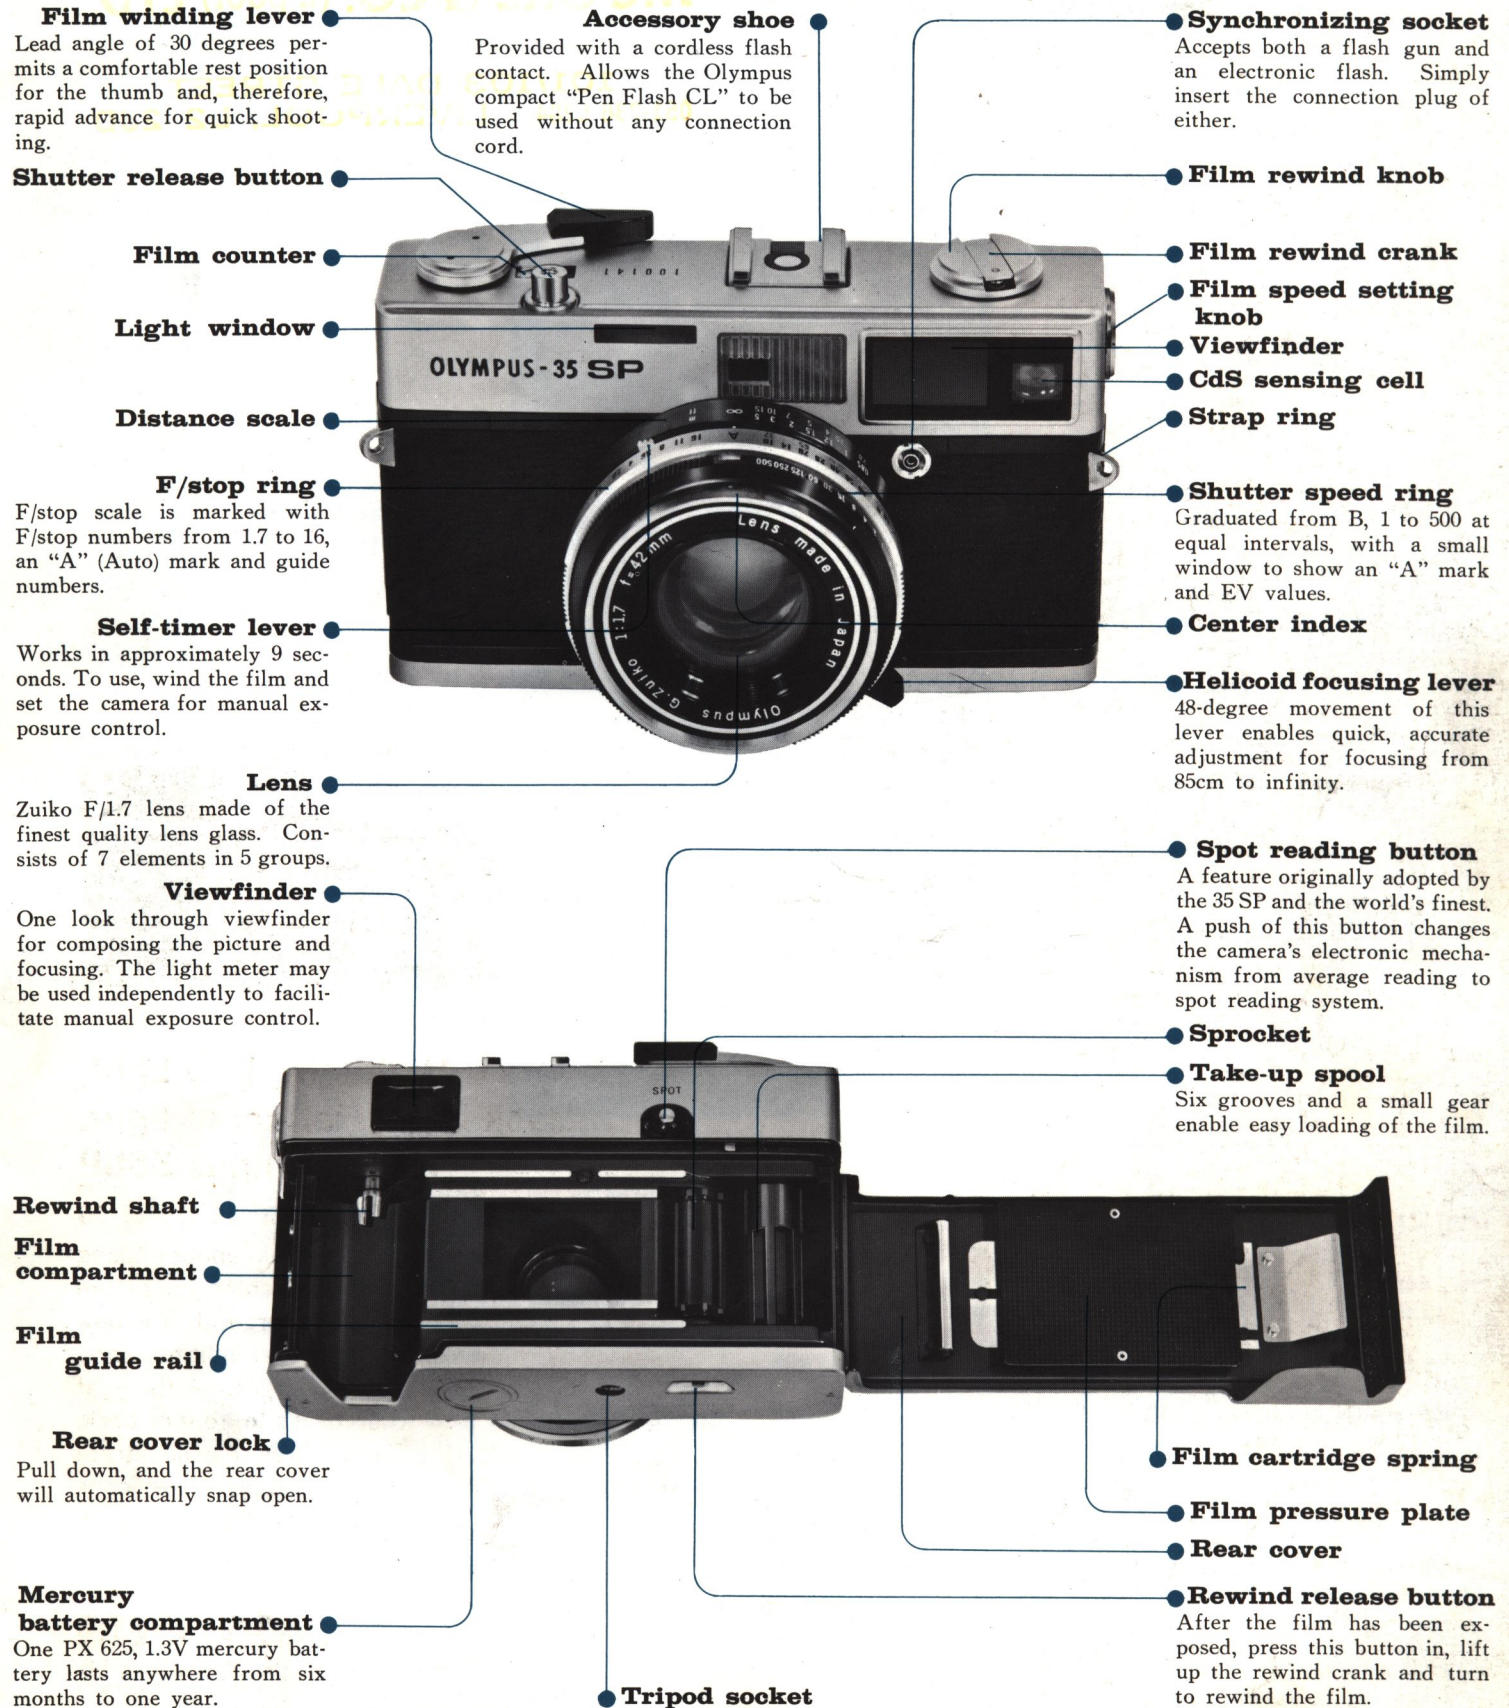 Film winding lever
Lead angle of 30 degrees per-
mits a comfortable rest position
for the thumb and, therefore,
rapid advance for quick shoot-
ing.
Shutter release button
Film counter
Light window
Distance scale
F/stop ring
F/stop scale is marked with
F/stop numbers from 1.7 to 16,
an “A” (Auto) mark and guide
numbers.
Self-timer lever
Works in approximately 9 sec-
onds. To use, wind the film and
set the camera for manual ex-
posure control.
Lens
Zuiko F/1.7 lens made of the
finest quality lens glass. Con-
sists of 7 elements in 5 groups.
Accessory shoe
Provided with a cordless flash
contact. Allows the Olympus
compact “Pen Flash CL” to be
used without any connection
cord.
100141
OLYMPUS-35 SP
Lens made in Japan
Olympus G.Zuiko 1:1.7 f=42mm
Synchronizing socket
Accepts both a flash gun and
an electronic flash. Simply
insert the connection plug of
either.
Film rewind knob
Film rewind crank
Film speed setting
knob
Viewfinder
CdS sensing cell
Strap ring
Shutter speed ring
Graduated from B, 1 to 500 at
equal intervals, with a small
window to show an “A” mark
and EV values.
Center index
Helicoid focusing lever
48-degree movement of this
lever enables quick, accurate
adjustment for focusing from
85cm to infinity.
Viewfinder
One look through viewfinder
for composing the picture and
focusing. The light meter may
be used independently to facili-
tate manual exposure control.
Rewind shaft
Film
compartment
Film
guide rail
Rear cover lock
Pull down, and the rear cover
will automatically snap open.
Mercury
battery compartment
One PX 625, 1.3V mercury bat-
tery lasts anywhere from six
months to one year.
SPOT
Tripod socket
Spot reading button
A feature originally adopted by
the 35 SP and the world's finest.
A push of this button changes
the camera's electronic mecha-
nism from average reading to
spot reading system.
Sprocket
Take-up spool
Six grooves and a small gear
enable easy loading of the film.
Film cartridge spring
Film pressure plate
Rear cover
Rewind release button
After the film has been ex-
posed, press this button in, lift
up the rewind crank and turn
to rewind the film.